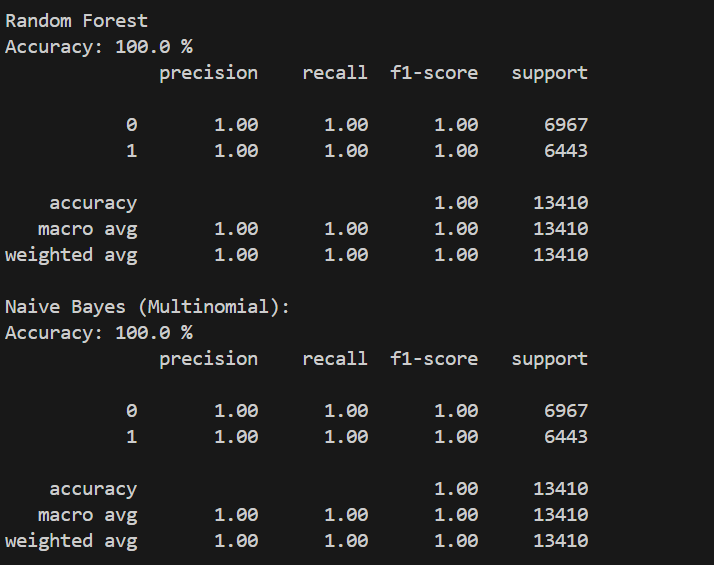 Random Forest
Accuracy: 100.0 %
precision recall f1-score support
0 1.00 1.00 1.00 6967
1 1.00 1.00 1.00 6443
accuracy 1.00 13410
macro avg 1.00 1.00 1.00 13410
weighted avg 1.00 1.00 1.00 13410
Naive Bayes (Multinomial):
Accuracy: 100.0 %
precision recall f1-score support
0 1.00 1.00 1.00 6967
1 1.00 1.00 1.00 6443
accuracy 1.00 13410
macro avg 1.00 1.00 1.00 13410
weighted avg 1.00 1.00 1.00 13410